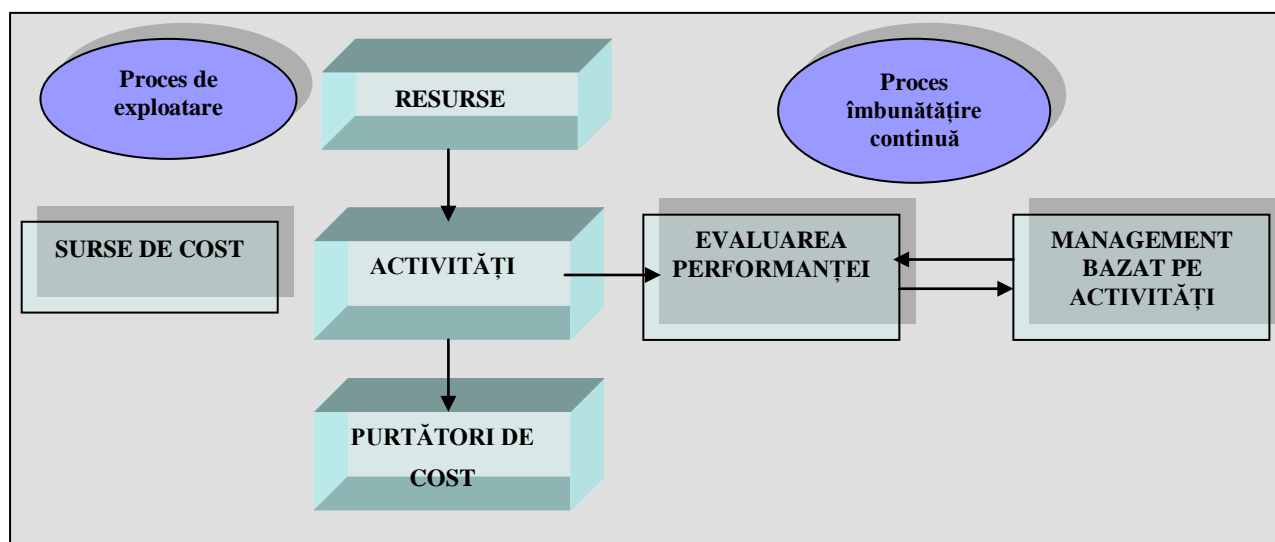 Proces de
exploatare
RESURSE
Proces
îmbunătățire
continuă
SURSE DE COST
ACTIVITĂȚI
EVALUAREA
PERFORMANȚEI
MANAGEMENT
BAZAT PE
ACTIVITĂȚI
PURTĂTORI DE
COST